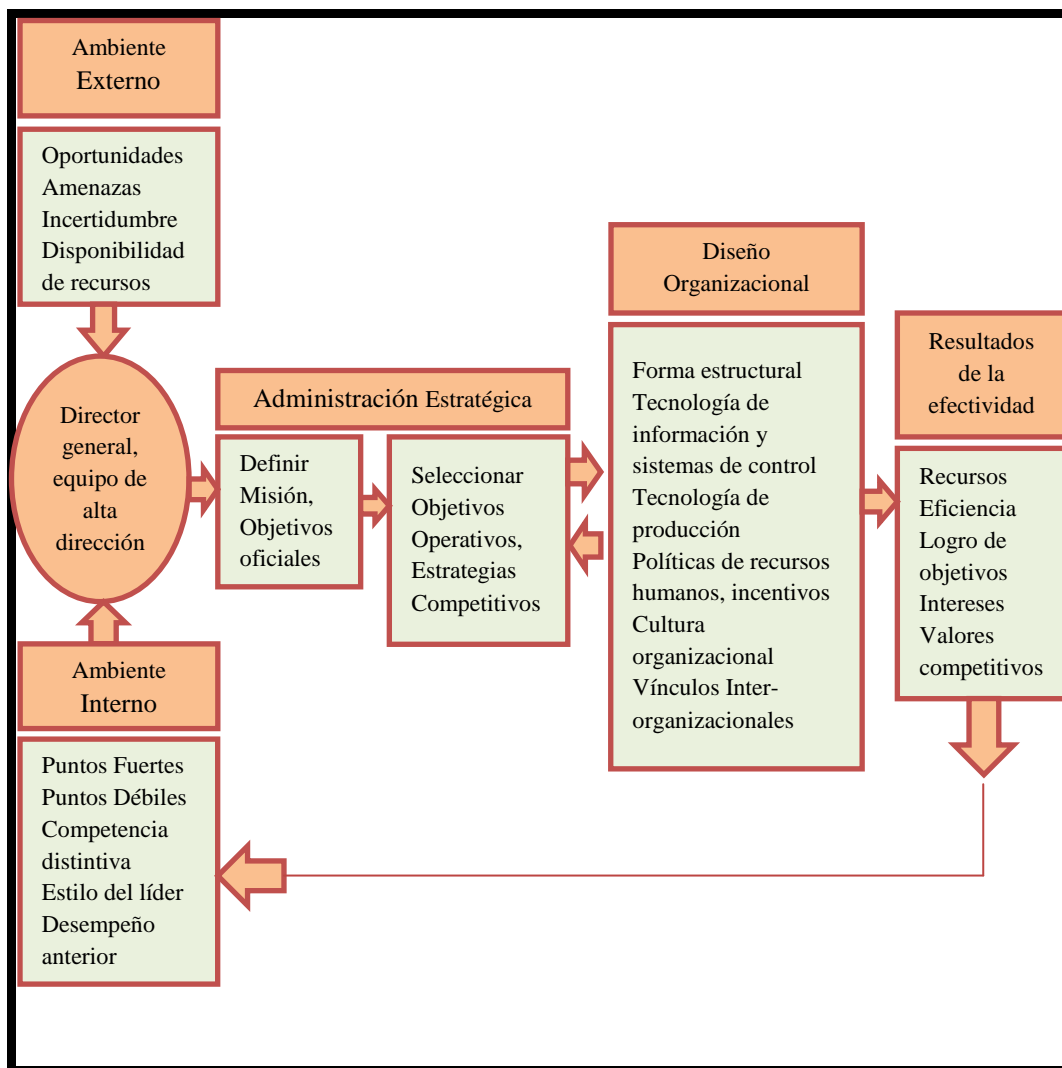 Ambiente
Externo
Oportunidades
Amenazas
Incertidumbre
Disponibilidad
de recursos
Director
general,
equipo de
alta
dirección
Ambiente
Interno
Puntos Fuertes
Puntos Débiles
Competencia
distintiva
Estilo del líder
Desempeño
anterior
Administración Estratégica
Definir
Misión,
Objetivos
oficiales
Seleccionar
Objetivos
Operativos,
Estrategias
Competitivos
Diseño
Organizacional
Forma estructural
Tecnología de
información y
sistemas de control
Tecnología de
producción
Políticas de recursos
humanos, incentivos
Cultura
organizacional
Vínculos Inter-
organizacionales
Resultados
de la
efectividad
Recursos
Eficiencia
Logro de
objetivos
Intereses
Valores
competitivos